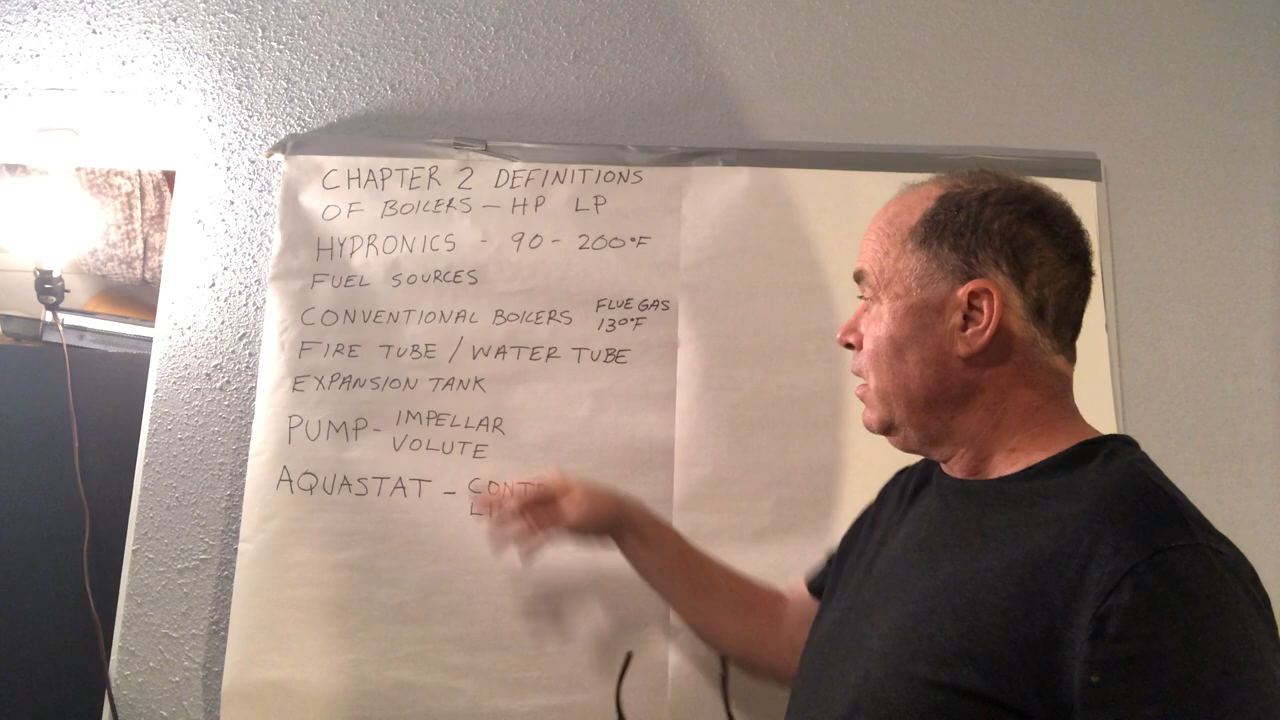 CHAPTER 2 DEFINITIONS
OF BOILERS - HP LP
HYDRONICS - 90 - 200°F
FUEL SOURCES
CONVENTIONAL BOILERS FLUE GAS
130°F
FIRE TUBE / WATER TUBE
EXPANSION TANK
PUMP - IMPELLAR
VOLUTE
AQUASTAT -